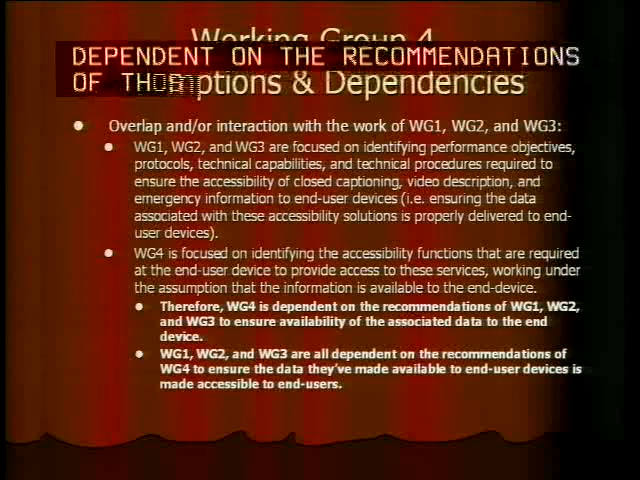 Working Group 4
DEPENDENT ON THE RECOMMENDATIONS
OF THOS
mptions & Dependencies
Overlap and/or interaction with the work of WG1, WG2, and WG3:
WG1, WG2, and WG3 are focused on identifying performance objectives,
protocols, technical capabilities, and technical procedures required to
ensure the accessibility of closed captioning, video description, and
emergency information to end-user devices (i.e. ensuring the data
associated with these accessibility solutions is properly delivered to end-
user devices).
WG4 is focused on identifying the accessibility functions that are required
at the end-user device to provide access to these services, working under
the assumption that the information is available to the end-device.
Therefore, WG4 is dependent on the recommendations of WG1, WG2,
and WG3 to ensure availability of the associated data to the end
device.
WG1, WG2, and WG3 are all dependent on the recommendations of
WG4 to ensure the data they've made available to end-user devices is
made accessible to end-users.